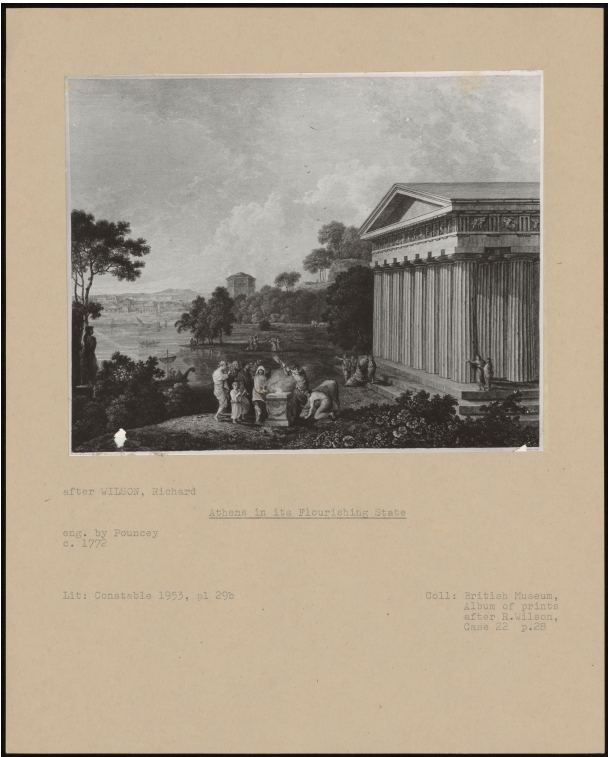 after WILSON, Richard
Athens in its Flourishing State
eng. by Pouncey
c. 1772
Lit: Constable 1953, pl 29b
Coll: British Museum,
Album of prints
after R.Wilson,
Case 22 p.28